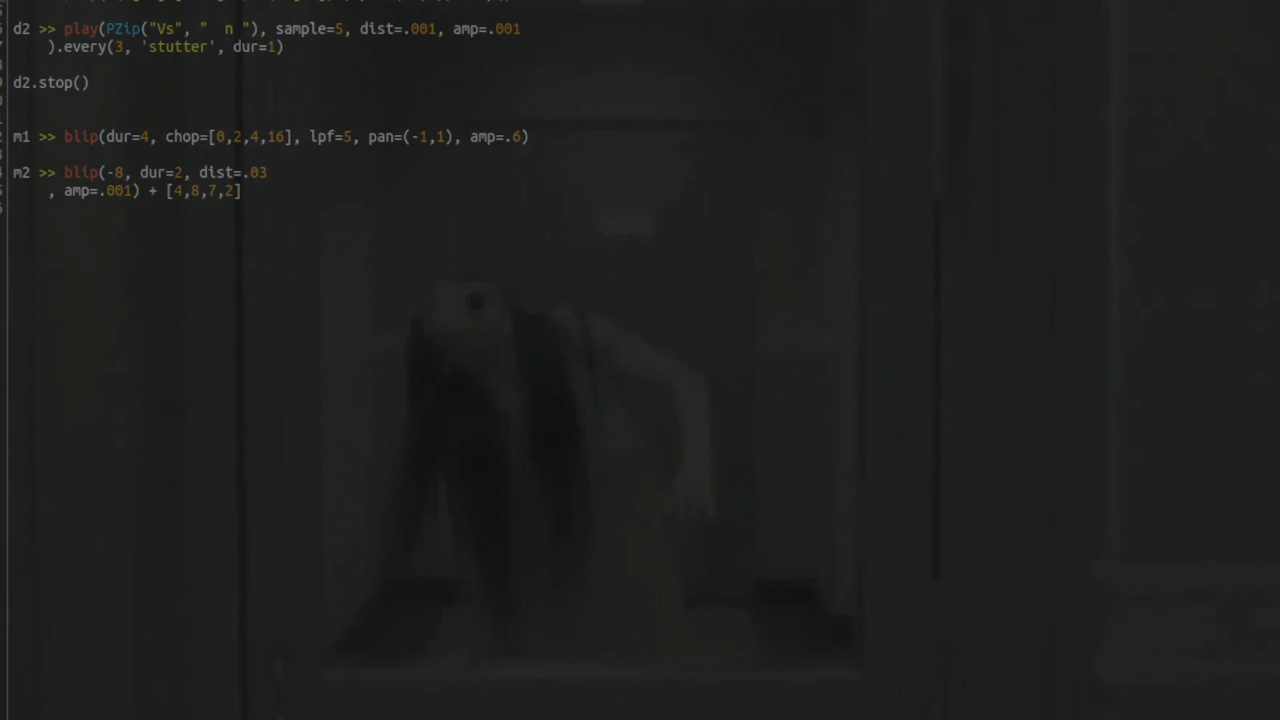 d2 >> play(PZip("Vs", "  n "), sample=5, dist=.001, amp=.001
    ).every(3, 'stutter', dur=1)
d2.stop()
m1 >> blip(dur=4, chop=[0,2,4,16], lpf=5, pan=(-1,1), amp=.6)
m2 >> blip(-8, dur=2, dist=.03
    , amp=.001) + [4,8,7,2]